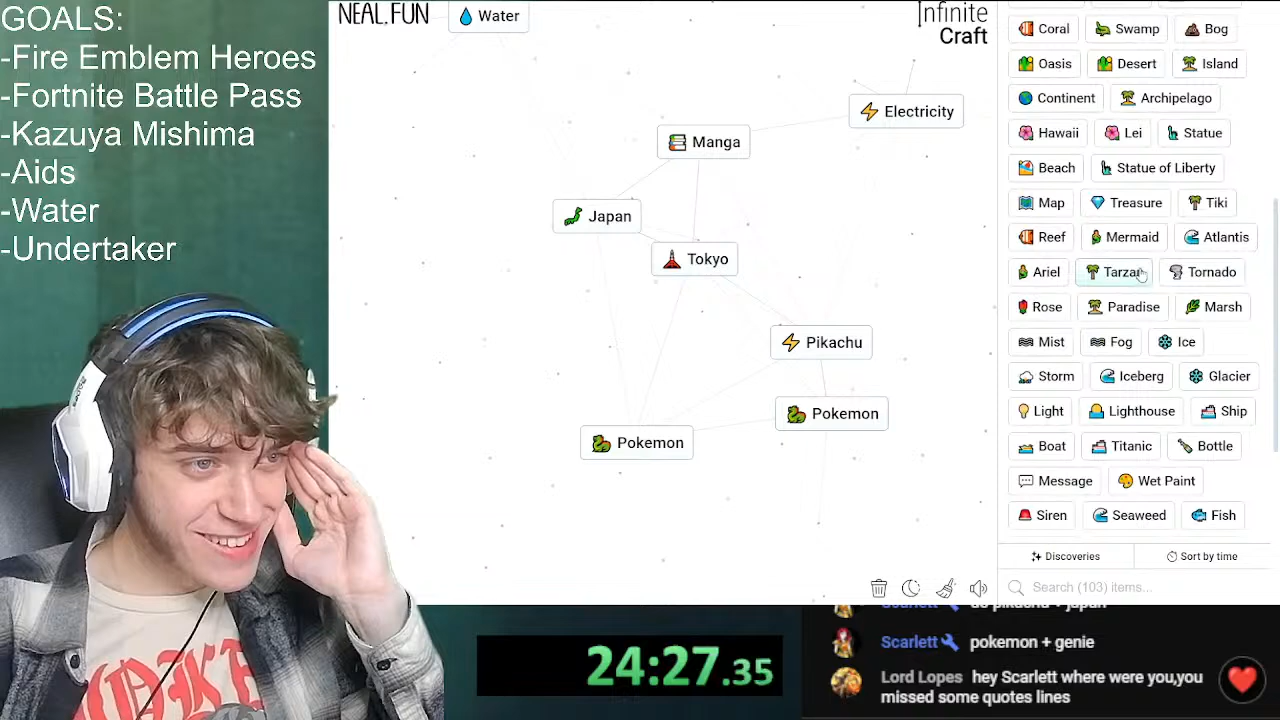 GOALS:
-Fire Emblem Heroes
-Fortnite Battle Pass
-Kazuya Mishima
-Aids
-Water
-Undertaker
NEAL.FUN
Infinite
Craft
Water
Electricity
Manga
Japan
Tokyo
Pikachu
Pokemon
Pokemon
Coral Swamp Bog
Oasis Desert Island
Continent Archipelago
Hawaii Lei Statue
Beach Statue of Liberty
Map Treasure Tiki
Reef Mermaid Atlantis
Ariel Tarzan Tornado
Rose Paradise Marsh
Mist Fog Ice
Storm Iceberg Glacier
Light Lighthouse Ship
Boat Titanic Bottle
Message Wet Paint
Siren Seaweed Fish
Discoveries Sort by time
Search (103) items...
24:27.35
Scarlett pikachu + japan
Scarlett pokemon + genie
Lord Lopes hey Scarlett where were you,you
missed some quotes lines